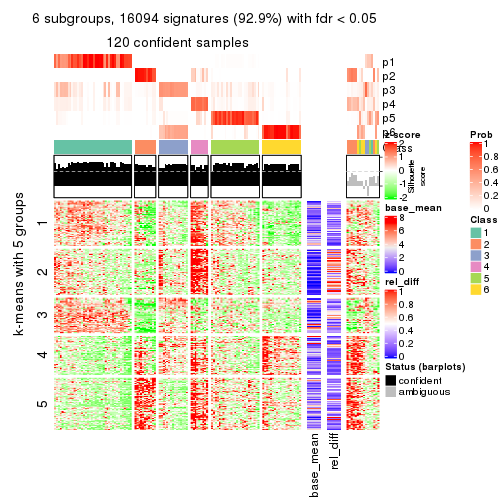 6 subgroups, 16094 signatures (92.9%) with fdr < 0.05
120 confident samples
p1
p2
p3
p4
p5
p6
Class
z-score
2
1
0
-1
-2
Silhouette score
Prob
1
0.8
0.6
0.4
0.2
0
Class
1
2
3
4
5
6
base_mean
8
6
4
2
0
rel_diff
1
0.8
0.6
0.4
0.2
0
Status (barplots)
confident
ambiguous
k-means with 5 groups
1
2
3
4
5
base_mean
rel_diff